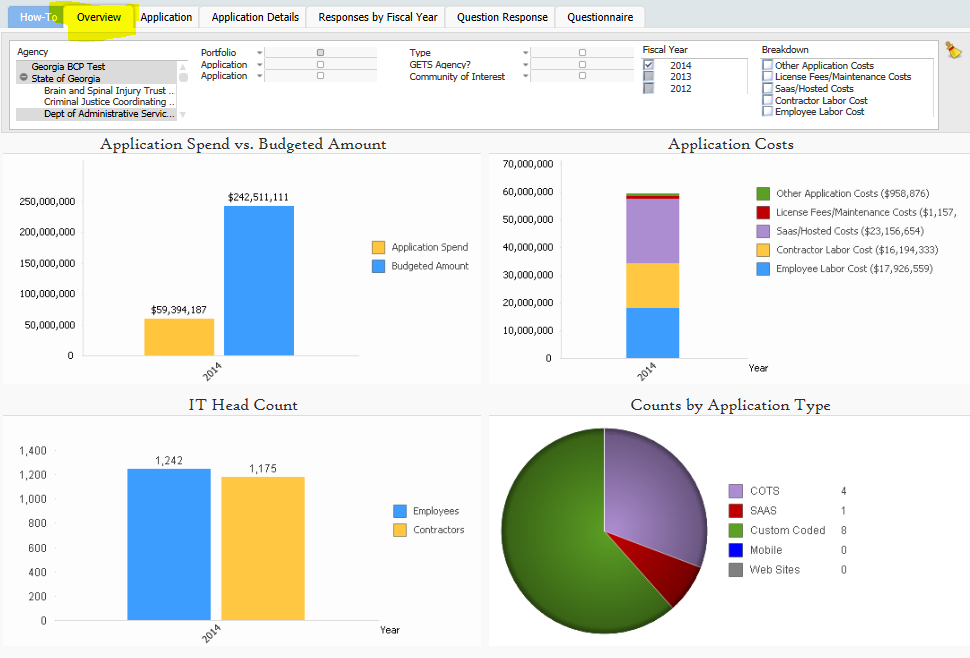 How-To Overview Application Application Details Responses by Fiscal Year Question Response Questionnaire
Agency
Georgia BCP Test
State of Georgia
Brain and Spinal Injury Trust ..
Criminal Justice Coordinating ..
Dept of Administrative Servic...
Portfolio
Application
Application
Type
GETS Agency?
Community of Interest
Fiscal Year
2014
2013
2012
Breakdown
Other Application Costs
License Fees/Maintenance Costs
Saas/Hosted Costs
Contractor Labor Cost
Employee Labor Cost
Application Spend vs. Budgeted Amount
250,000,000
200,000,000
150,000,000
100,000,000
50,000,000
0
$59,394,187
$242,511,111
2014
Application Spend
Budgeted Amount
Application Costs
70,000,000
60,000,000
50,000,000
40,000,000
30,000,000
20,000,000
10,000,000
0
2014
Year
Other Application Costs ($958,876)
License Fees/Maintenance Costs ($1,157,
Saas/Hosted Costs ($23,156,654)
Contractor Labor Cost ($16,194,333)
Employee Labor Cost ($17,926,559)
IT Head Count
1,400
1,200
1,000
800
600
400
200
0
1,242
1,175
2014
Year
Employees
Contractors
Counts by Application Type
COTS 4
SAAS 1
Custom Coded 8
Mobile 0
Web Sites 0